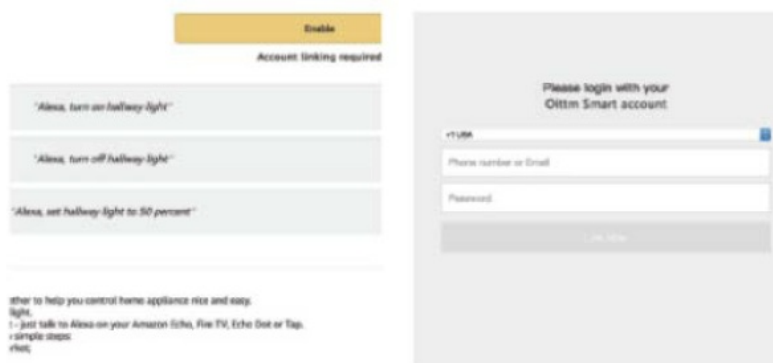 Enable
Account linking required
"Alexa, turn on hallway light"
"Alexa, turn off hallway light"
"Alexa, set hallway light to 50 percent"
ther to help you control home appliance nice and easy.
light.
t - just talk to Alexa on your Amazon Echo, Fire TV, Echo Dot or Tap.
simple steps:
rket;
Please login with your
Oittm Smart account
+1 USA
Phone number or Email
Password